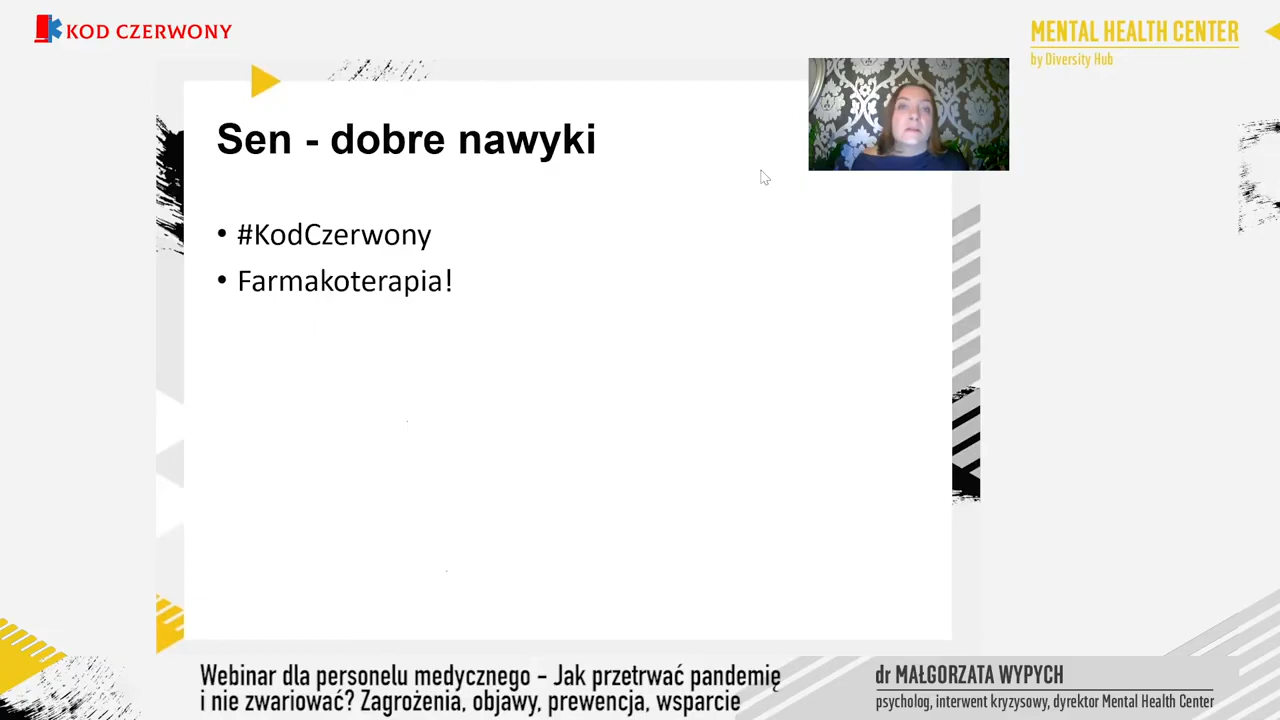 KOD CZERWONY
MENTAL HEALTH CENTER
by Diversity Hub
Sen - dobre nawyki
• #KodCzerwony
• Farmakoterapia!
Webinar dla personelu medycznego – Jak przetrwać pandemię
i nie zwariować? Zagrożenia, objawy, prewencja, wsparcie
dr MAŁGORZATA WYPYCH
psycholog, interwent kryzysowy, dyrektor Mental Health Center